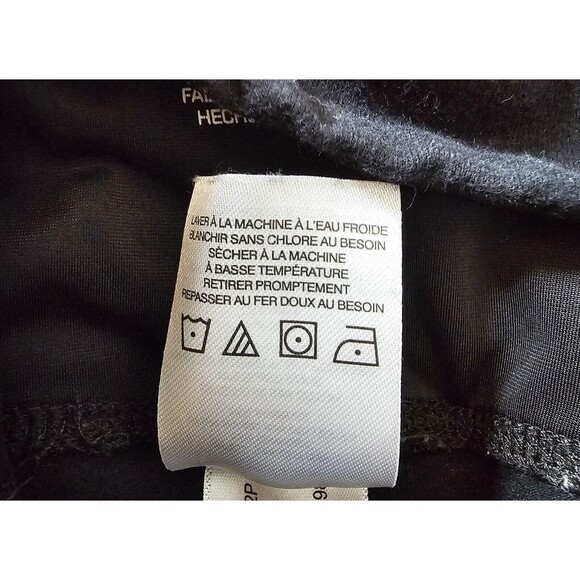 HECH
LAVER À LA MACHINE À L'EAU FROIDE
BLANCHIR SANS CHLORE AU BESOIN
SÉCHER À LA MACHINE
À BASSE TEMPÉRATURE
RETIRER PROMPTEMENT
REPASSER AU FER DOUX AU BESOIN